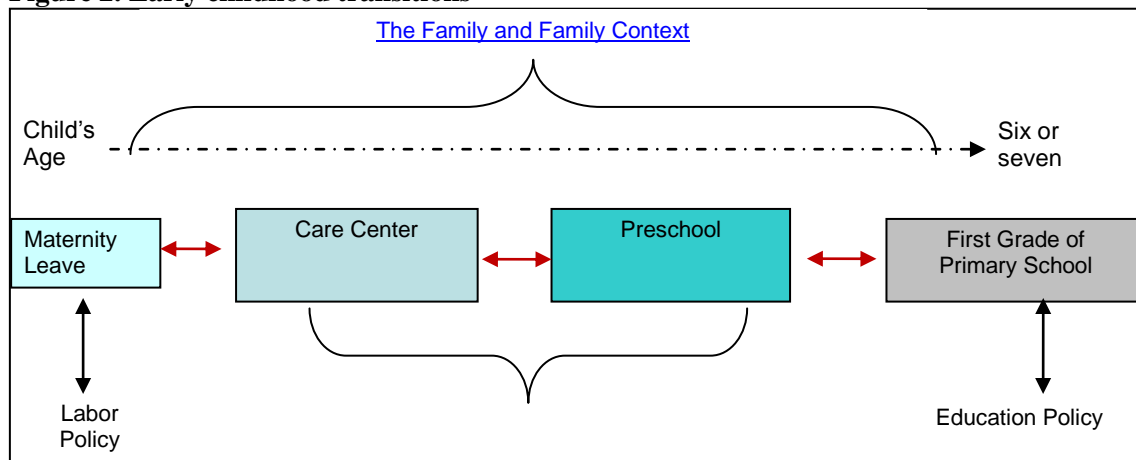 The Family and Family Context
Child's
Age
Six or
seven
Maternity
Leave
Care Center
Preschool
First Grade of
Primary School
Labor
Policy
Education Policy